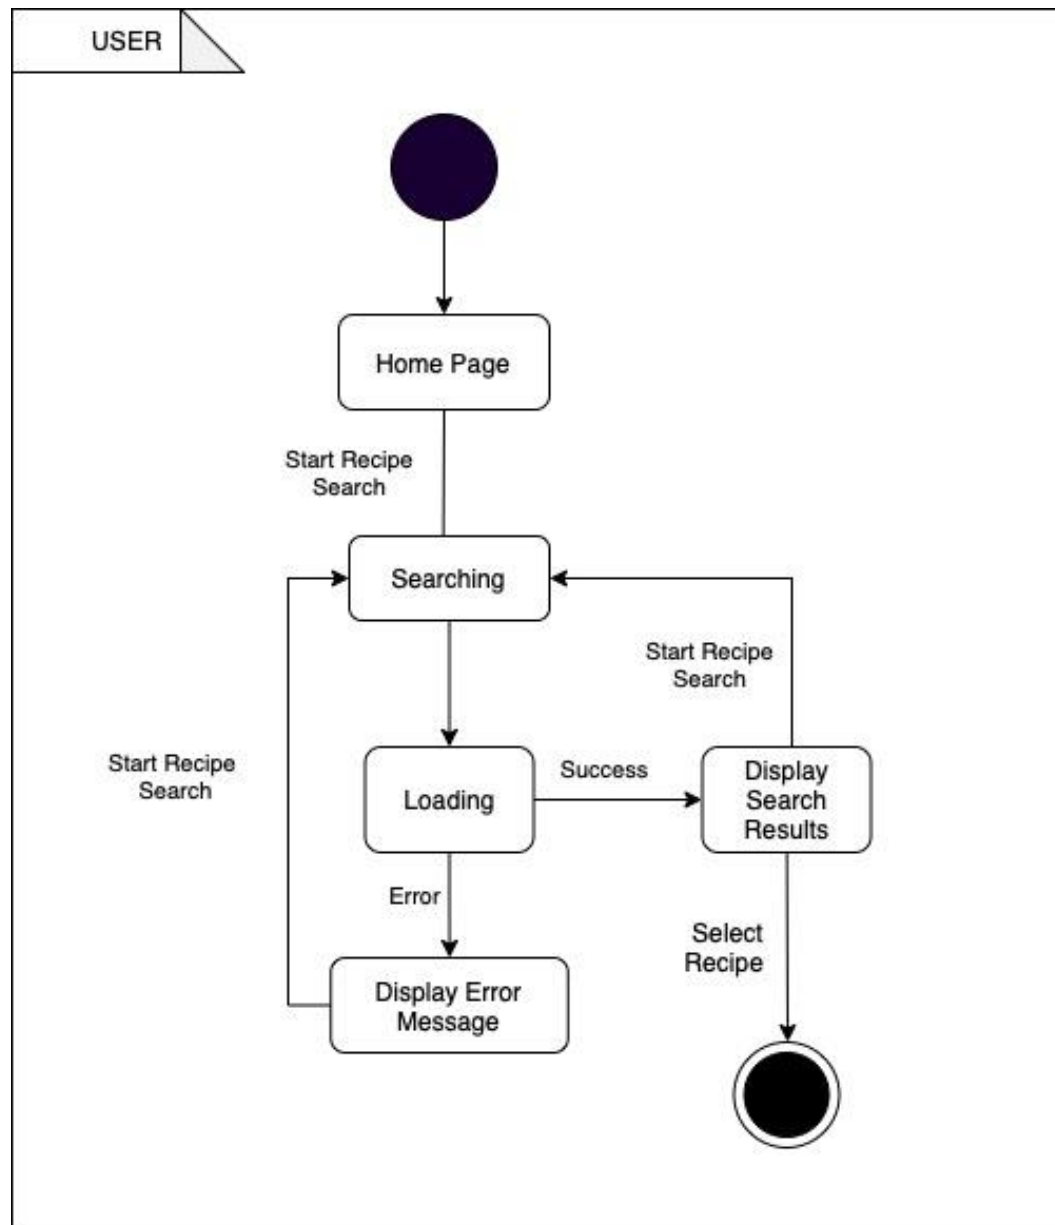 USER
Home Page
Start Recipe
Search
Searching
Start Recipe
Search
Start Recipe
Search
Loading
Success
Display
Search
Results
Error
Select
Recipe
Display Error
Message